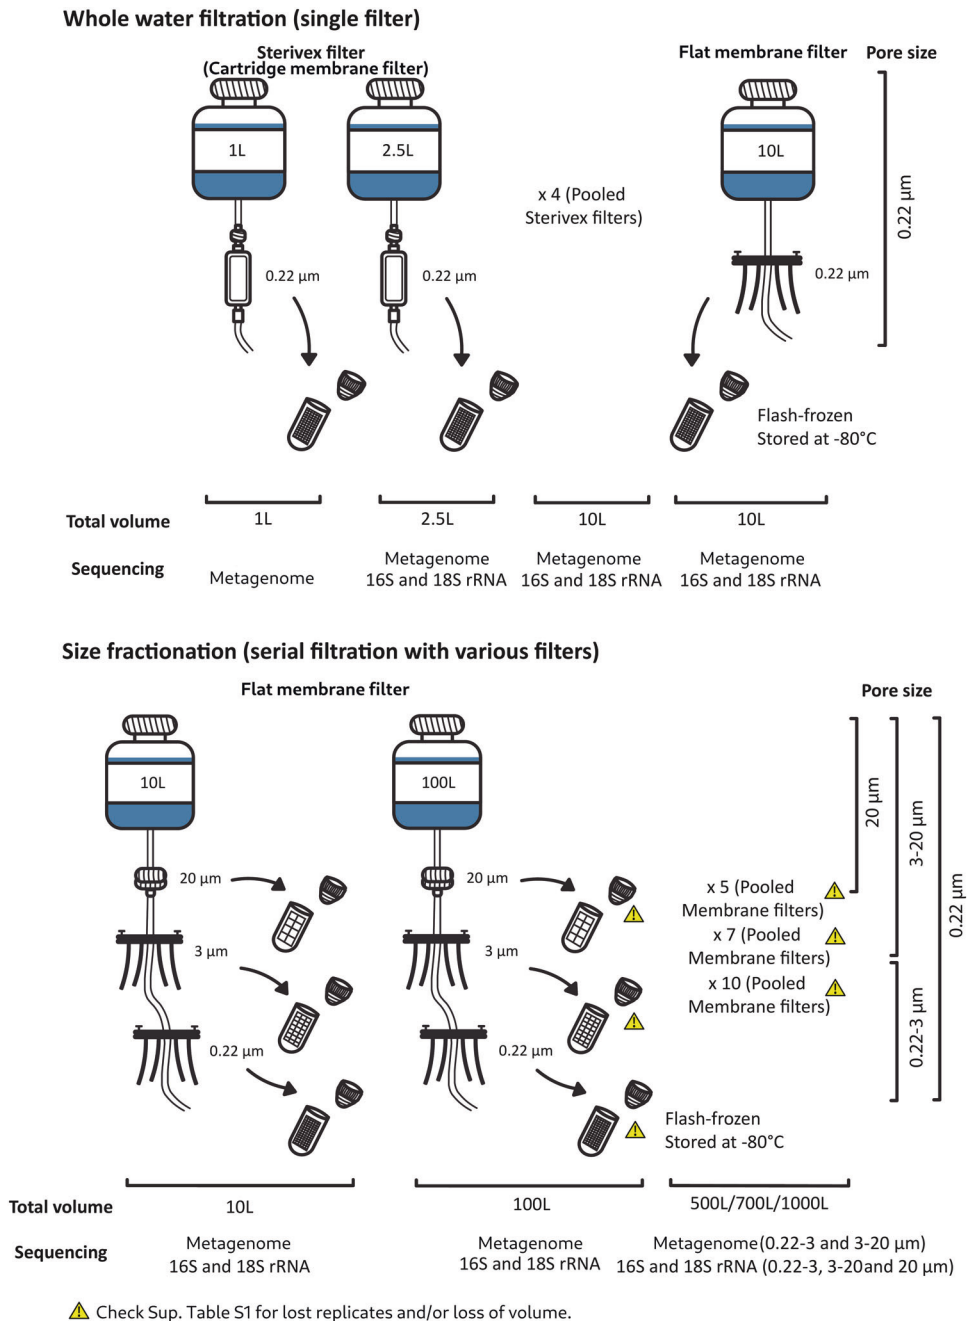 Whole water filtration (single filter)
Sterivex filter
(Cartridge membrane filter)
Flat membrane filter
Pore size
1L
2.5L
10L
x 4 (Pooled
Sterivex filters)
0.22 µm
0.22 µm
0.22 µm
0.22 µm
Flash-frozen
Stored at -80°C
Total volume
1L
2.5L
10L
10L
Sequencing
Metagenome
Metagenome
16S and 18S rRNA
Metagenome
16S and 18S rRNA
Metagenome
16S and 18S rRNA
Size fractionation (serial filtration with various filters)
Flat membrane filter
Pore size
10L
100L
20 µm
3 µm
0.22 µm
20 µm
3 µm
0.22 µm
x 5 (Pooled
Membrane filters)
x 7 (Pooled
Membrane filters)
x 10 (Pooled
Membrane filters)
20 µm
3-20 µm
0.22-3 µm
0.22 µm
Flash-frozen
Stored at -80°C
Total volume
10L
100L
500L/700L/1000L
Sequencing
Metagenome
16S and 18S rRNA
Metagenome
16S and 18S rRNA
Metagenome(0.22-3 and 3-20 µm)
16S and 18S rRNA (0.22-3, 3-20and 20 µm)
Check Sup. Table S1 for lost replicates and/or loss of volume.